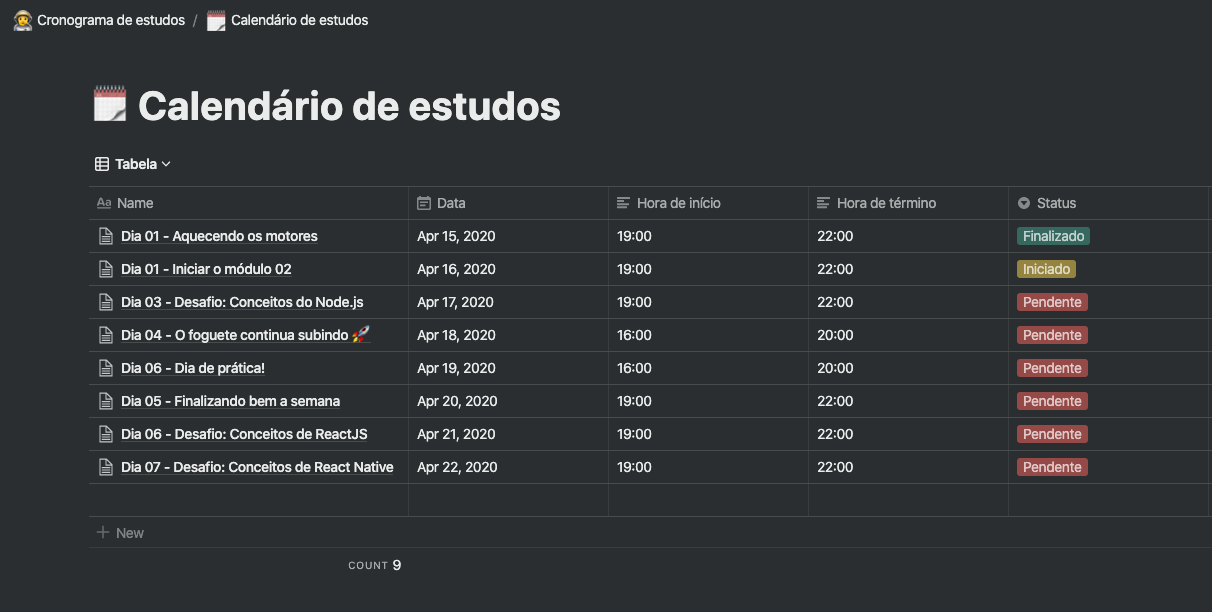 Cronograma de estudos / Calendário de estudos
Calendário de estudos
Tabela
Aa Name Data Hora de início Hora de término Status
Dia 01 - Aquecendo os motores Apr 15, 2020 19:00 22:00 Finalizado
Dia 01 - Iniciar o módulo 02 Apr 16, 2020 19:00 22:00 Iniciado
Dia 03 - Desafio: Conceitos do Node.js Apr 17, 2020 19:00 22:00 Pendente
Dia 04 - O foguete continua subindo 🚀 Apr 18, 2020 16:00 20:00 Pendente
Dia 06 - Dia de prática! Apr 19, 2020 16:00 20:00 Pendente
Dia 05 - Finalizando bem a semana Apr 20, 2020 19:00 22:00 Pendente
Dia 06 - Desafio: Conceitos de ReactJS Apr 21, 2020 19:00 22:00 Pendente
Dia 07 - Desafio: Conceitos de React Native Apr 22, 2020 19:00 22:00 Pendente
+ New
COUNT 9